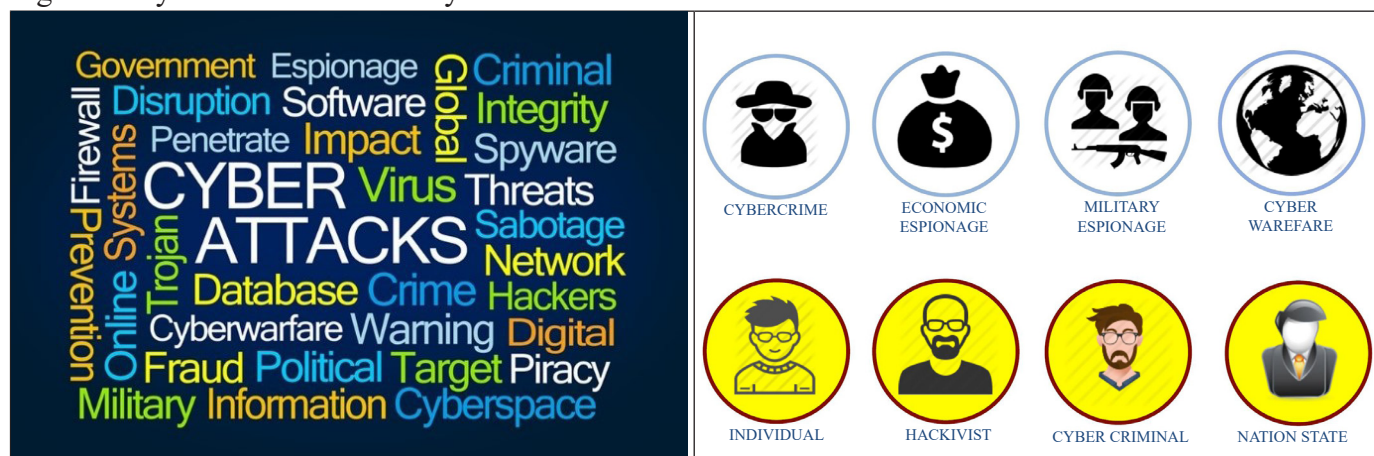 Government Espionage Global Criminal
Firewall Disruption Software Integrity
Penetrate Impact Spyware
Systems CYBER Virus Threats
Prevention Trojan ATTACKS Sabotage
Network
Online Database Crime Hackers
Cyberwarfare Warning Digital
Fraud Political Target Piracy
Military Information Cyberspace
CYBERCRIME
ECONOMIC
ESPIONAGE
MILITARY
ESPIONAGE
CYBER
WAREFARE
$
INDIVIDUAL
HACKIVIST
CYBER CRIMINAL
NATION STATE